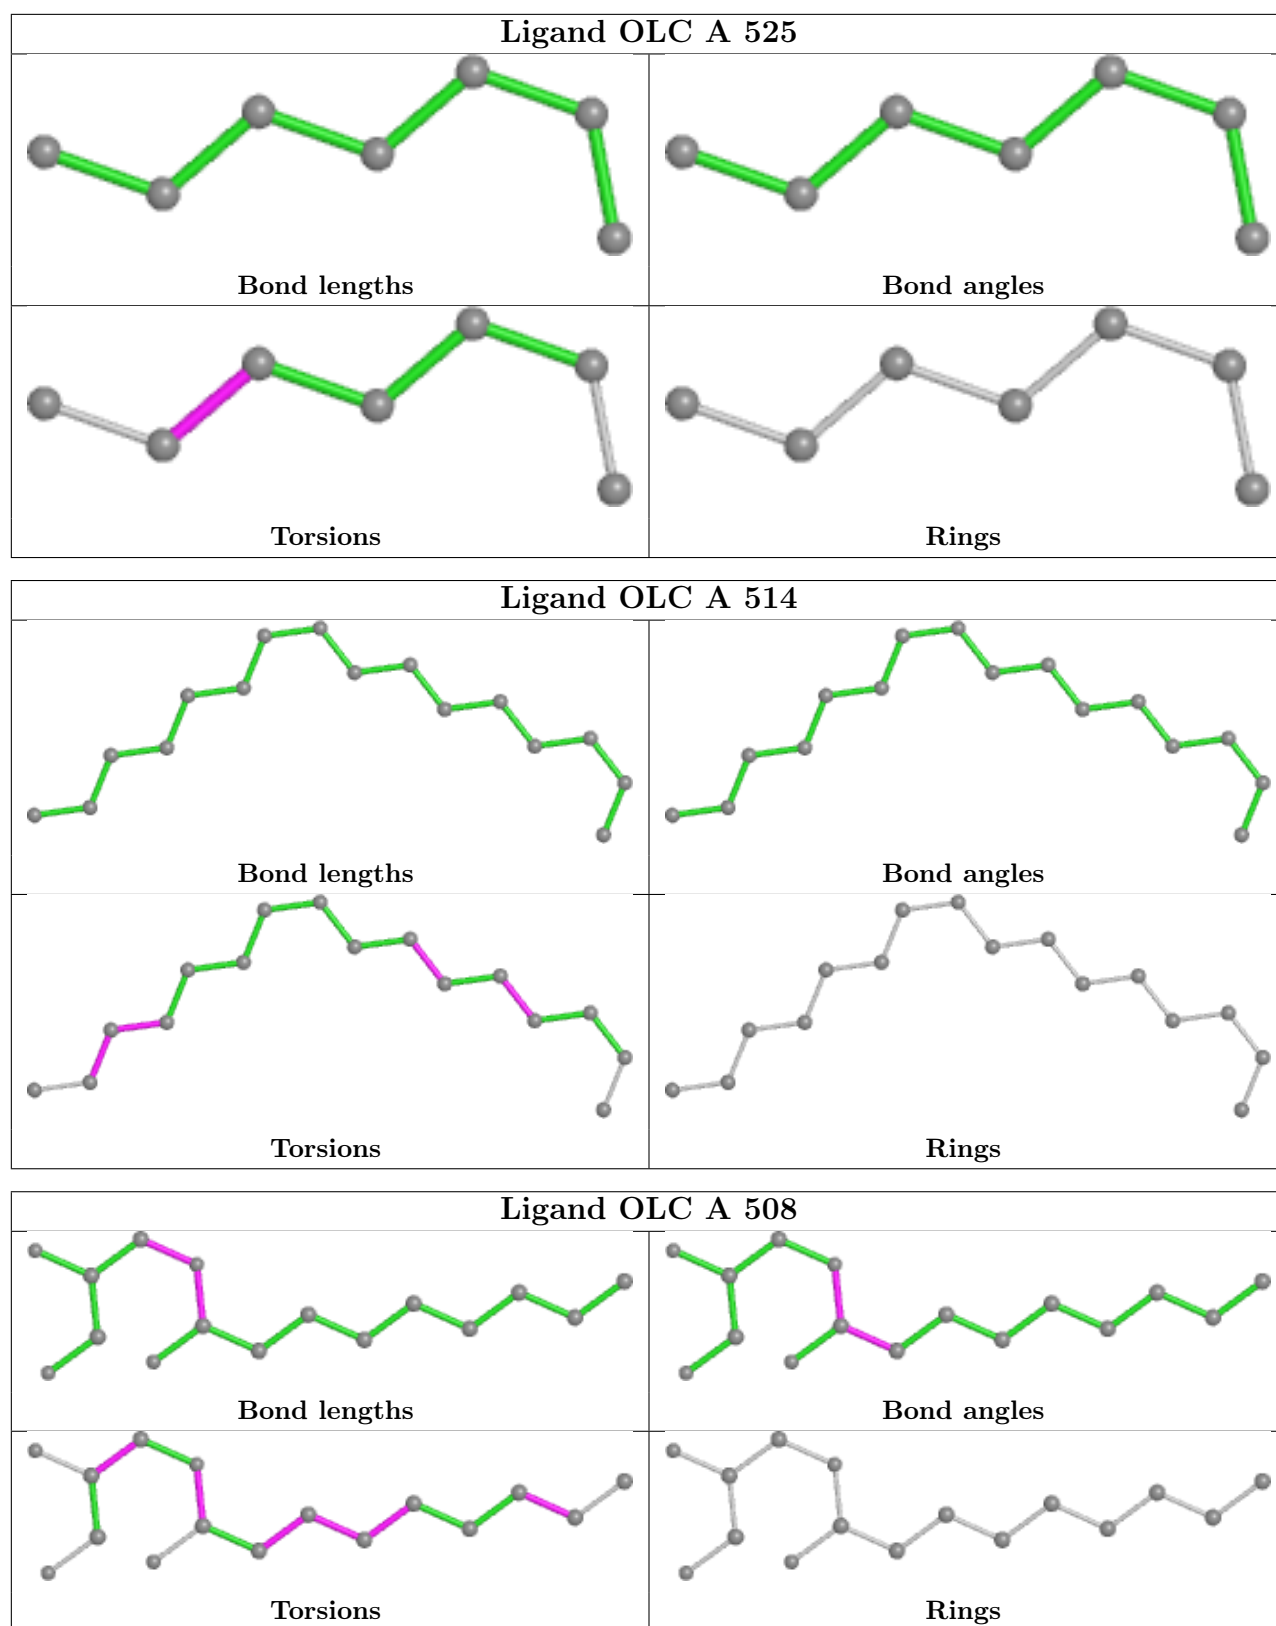 Ligand OLC A 525
Bond lengths
Bond angles
Torsions
Rings
Ligand OLC A 514
Bond lengths
Bond angles
Torsions
Rings
Ligand OLC A 508
Bond lengths
Bond angles
Torsions
Rings